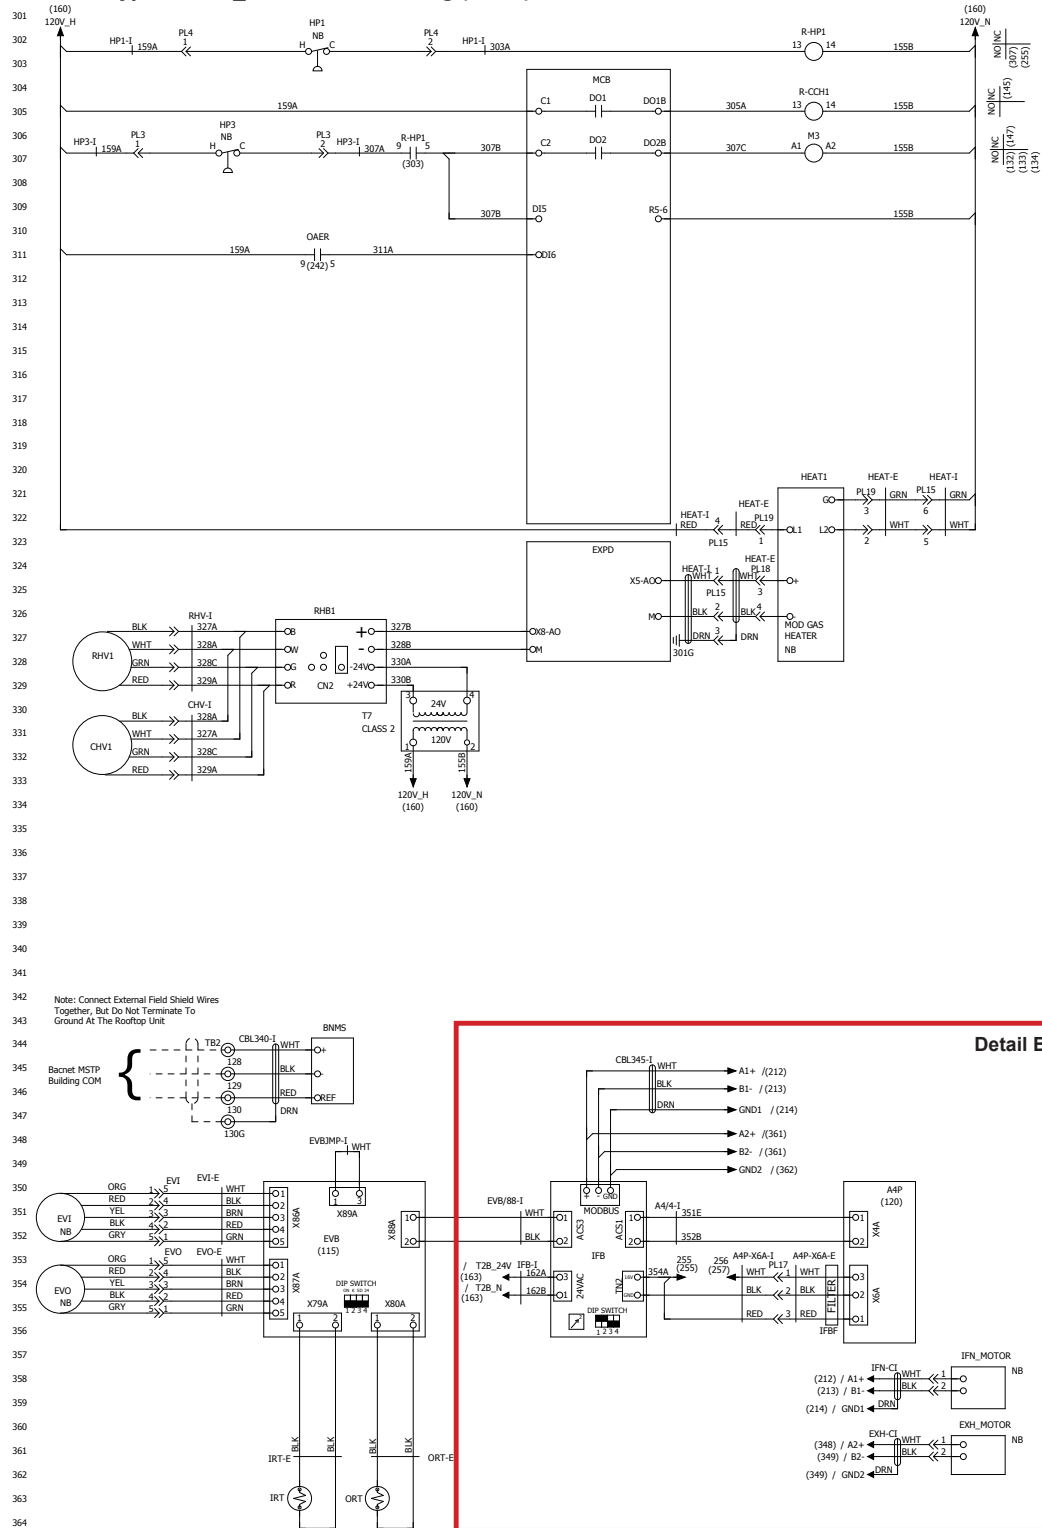 301 (160) (160)
120V_H 120V_N
302 HP1-I 159A PL4 1 H HP1 NB C PL4 2 HP1-I 303A R-HP1 13 14 155B NO NC (307) (255)
303
304 MCB
305 159A C1 DO1 DO1B 305A R-CCH1 13 14 155B NO NC (145)
306
307 HP3-I 159A PL3 1 H HP3 NB C PL3 2 HP3-I 307A R-HP1 9 5 (303) 307B C2 DO2 DO2B 307C M3 A1 A2 155B NO NC (132) (147) (133) (134)
308
309 307B DI5 R5-6 155B
310
311 159A OAER 9 (242) 5 311A DI6
312
313
314
315
316
317
318
319
320 HEAT1 HEAT-E HEAT-I
321 G PL19 3 GRN PL15 6 GRN
322 HEAT-I RED 4 PL15 HEAT-E RED PL19 1 L1 L2 2 WHT 5 WHT
323 EXPD
324 HEAT-I HEAT-E
325 X5-AO WHT 1 PL15 WHT PL18 3 +
326 M BLK 2 BLK 4 -
RHV-I RHB1
327 BLK 327A B + 327B X8-AO DRN 3 DRN 301G MOD GAS HEATER NB
328 RHV1 WHT 328A W - 328B M
GRN 328C G -24V 330A
329 RED 329A R CN2 +24V 330B
330 CHV-I 3 24V 4
BLK 328A T7 CLASS 2
331 CHV1 WHT 327A 120V
332 GRN 328C 1 2
333 RED 329A 159A 155B
334 120V_H (160) 120V_N (160)
335
336
337
338
339
340
341
342 Note: Connect External Field Shield Wires
Together, But Do Not Terminate To
343 Ground At The Rooftop Unit
344 TB2 CBL340-I WHT BNMS + Detail B
128
345 Bacnet MSTP BLK - CBL345-I WHT A1+ /(212)
Building COM 129
346 RED REF BLK B1- /(213)
130
347 DRN DRN GND1 /(214)
130G
348 EVBJMP-I WHT A2+ /(361)
349 B2- /(361)
GND2 /(362)
350 EVI EVI-E
ORG 1 5 WHT 1 1 3 X89A EVB/88-I + - GND MODBUS A4/4-I A4P (120)
351 EVI NB RED 2 4 BLK 2 X86A WHT 1 351E 1
YEL 3 3 BRN 3 X88A 1 ACS3 ACS1 1 X4A
352 BLK 4 2 RED 4 EVB (115) 2 BLK 2 IFB 2 352B 2
GRY 5 1 GRN 5
353 EVO EVO-E / T2B_24V IFB-I 255 (255) 256 (257) A4P-X6A-I A4P-X6A-E
ORG 1 5 WHT 1 (163) 162A 3 24VAC TN2 16V 354A WHT 1 PL17 WHT 3
354 EVO NB RED 2 4 BLK 2 X87A / T2B_N
YEL 3 3 BRN 3 DIP SWITCH (163) 162B 1 GND BLK 2 BLK FILTER 2 X6A
355 BLK 4 2 RED 4 X79A 1 2 3 4 X80A DIP SWITCH
GRY 5 1 GRN 5 1 2 1 2 1 2 3 4 RED 3 RED IFBF 1
356
357
358 IFN-CI IFN_MOTOR
(212) / A1+ WHT 1 NB
(213) / B1- BLK 2
359 (214) / GND1 DRN
360 BLK BLK BLK BLK EXH-CI EXH_MOTOR
361 IRT-E ORT-E (348) / A2+ WHT 1 NB
(349) / B2- BLK 2
362 (349) / GND2 DRN
363 IRT ORT
364